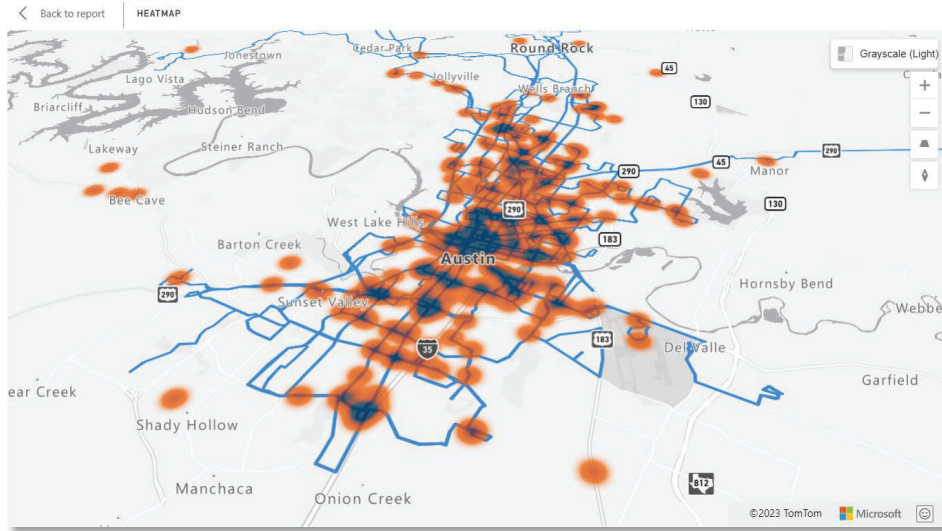 Back to report
HEATMAP
Cedar Park
Round Rock
Jonestown
Grayscale (Light)
45
Lago Vista
Jollyville
Wells Branch
Briarcliff
Hudson Bend
130
Lakeway
Steiner Ranch
290
45
290
Manor
Bee Cave
130
290
West Lake Hills
183
Barton Creek
Austin
Hornsby Bend
290
Sunset Valley
Webbe
183
35
Del Valle
Garfield
ear Creek
Shady Hollow
Manchaca
812
Onion Creek
©2023 TomTom
Microsoft